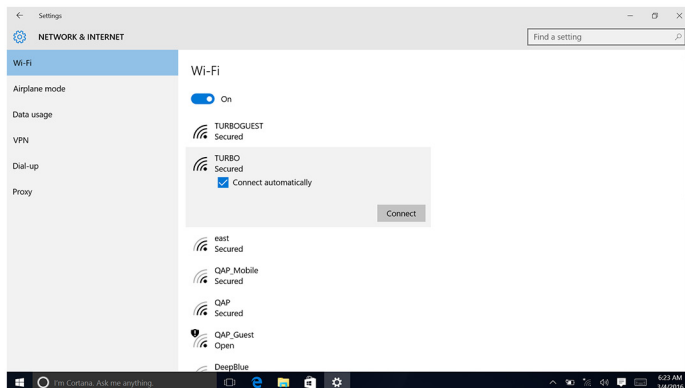 Settings
NETWORK & INTERNET
Find a setting
Wi-Fi
Airplane mode
Data usage
VPN
Dial-up
Proxy
Wi-Fi
On
TURBOGUEST
Secured
TURBO
Secured
Connect automatically
Connect
east
Secured
QAP_Mobile
Secured
QAP
Secured
QAP_Guest
Open
DeepBlue
I'm Cortana. Ask me anything.
6:23 AM
3/4/2016